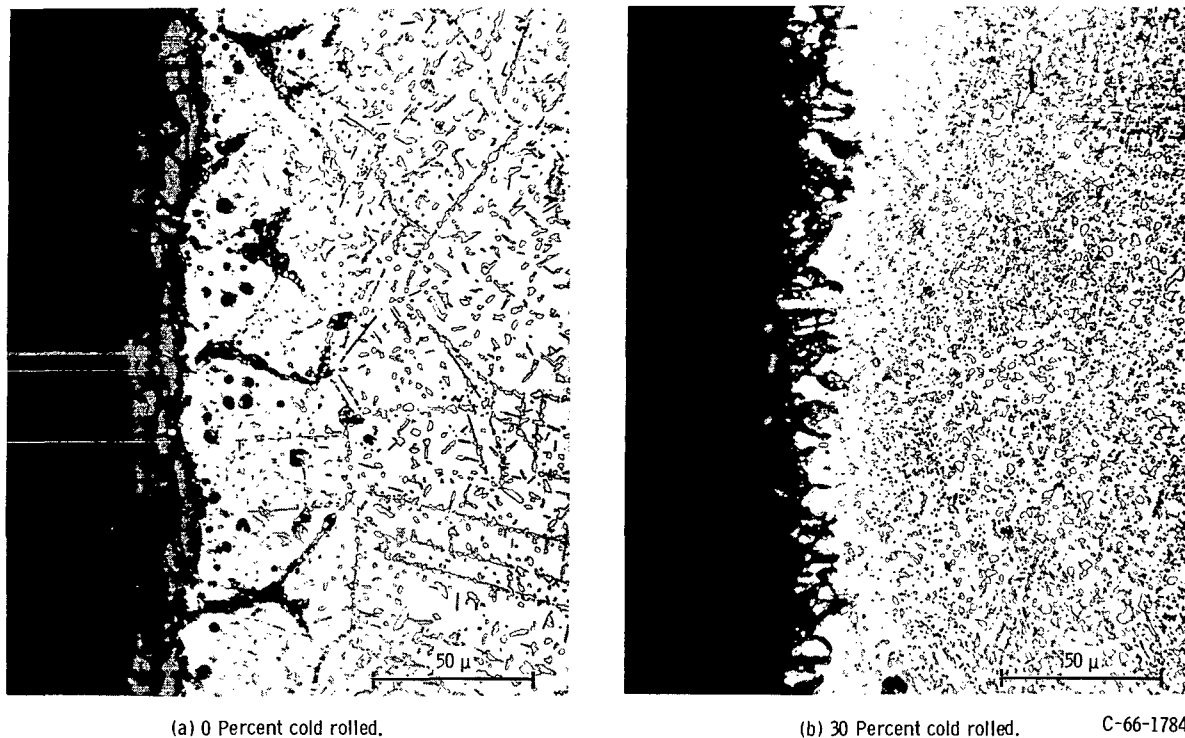 50 μ
50 μ
(a) 0 Percent cold rolled.
(b) 30 Percent cold rolled.
C-66-1784